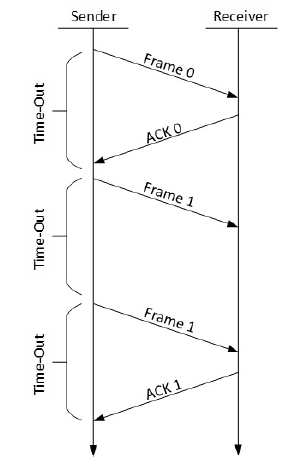 Sender
Receiver
Frame 0
Time-Out
ACK 0
Frame 1
Time-Out
Frame 1
Time-Out
ACK 1